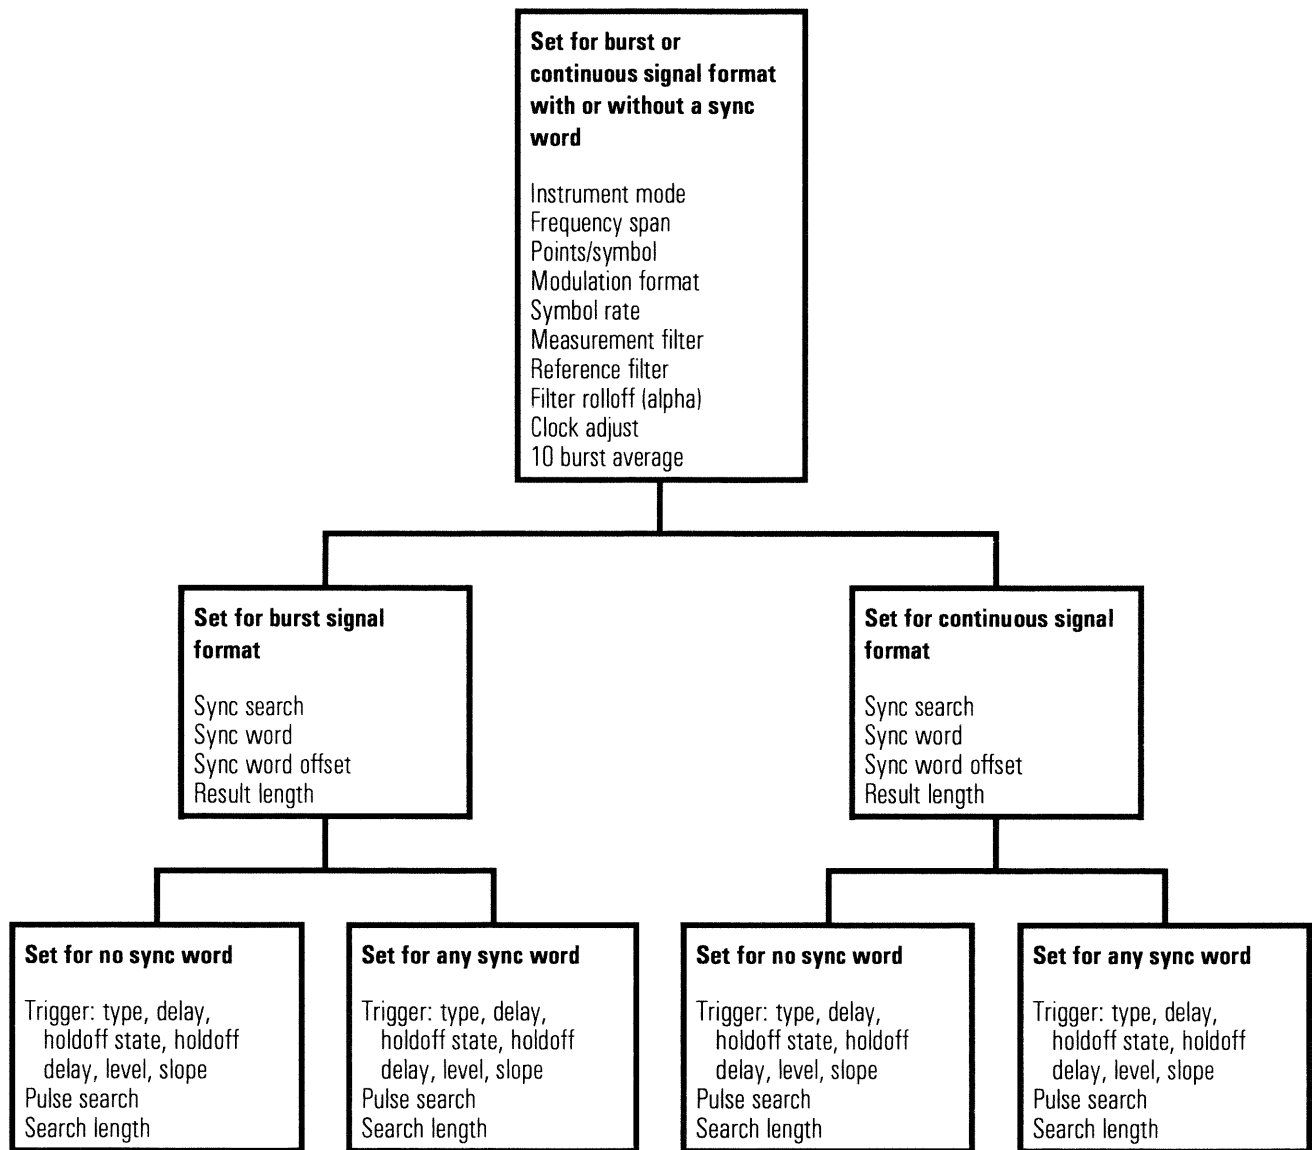 Set for burst or
continuous signal format
with or without a sync
word
Instrument mode
Frequency span
Points/symbol
Modulation format
Symbol rate
Measurement filter
Reference filter
Filter rolloff (alpha)
Clock adjust
10 burst average
Set for burst signal
format
Sync search
Sync word
Sync word offset
Result length
Set for continuous signal
format
Sync search
Sync word
Sync word offset
Result length
Set for no sync word
Trigger: type, delay,
holdoff state, holdoff
delay, level, slope
Pulse search
Search length
Set for any sync word
Trigger: type, delay,
holdoff state, holdoff
delay, level, slope
Pulse search
Search length
Set for no sync word
Trigger: type, delay,
holdoff state, holdoff
delay, level, slope
Pulse search
Search length
Set for any sync word
Trigger: type, delay,
holdoff state, holdoff
delay, level, slope
Pulse search
Search length